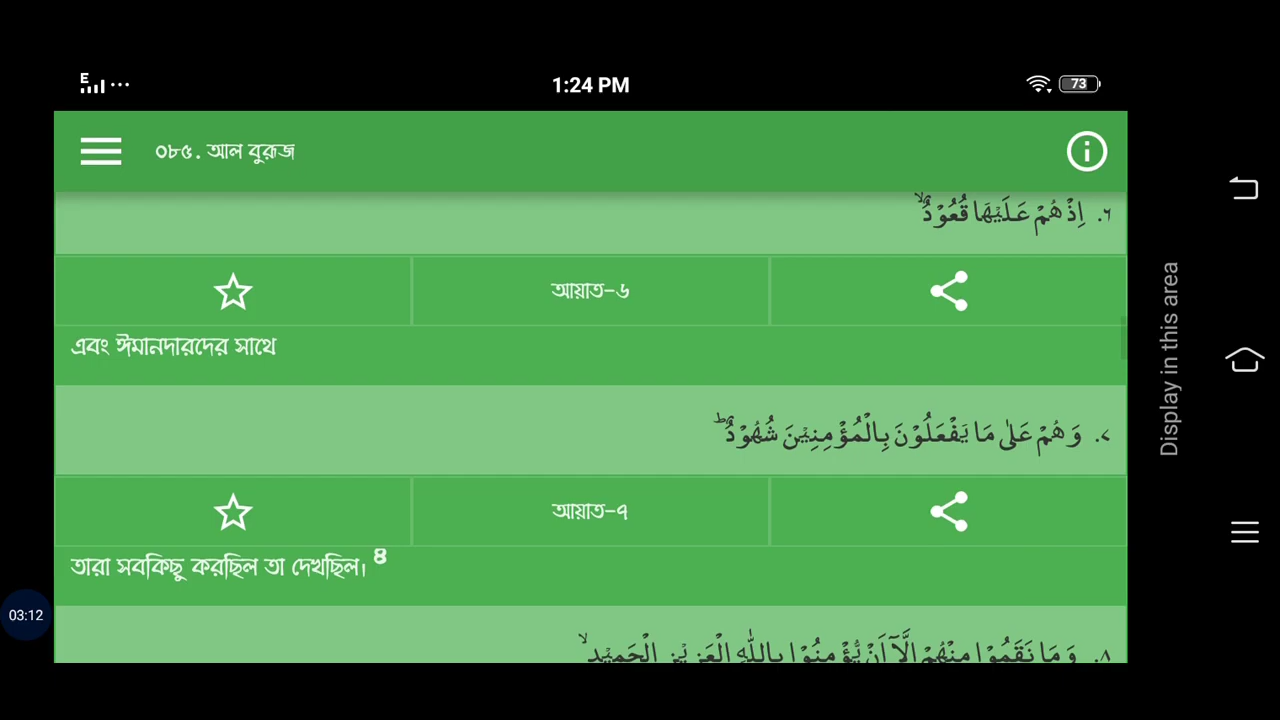 E
1:24 PM
73
০৮৫. আল বুরূজ
٦. اِذْ هُمْ عَلَيْهَا قُعُوْدٌۙ
আয়াত-৬
এবং ঈমানদারদের সাথে
٧. وَ هُمْ عَلٰى مَا يَفْعَلُوْنَ بِالْمُؤْمِنِيْنَ شُهُوْدٌؕ
আয়াত-৭
তারা সবকিছু করছিল তা দেখছিল। ৪
٨. وَ مَا نَقَمُوْا مِنْهُمْ اِلَّاۤ اَنْ يُّؤْمِنُوْا بِاللّٰهِ الْعَزِيْزِ الْحَمِيْدِۙ
03:12
Display in this area